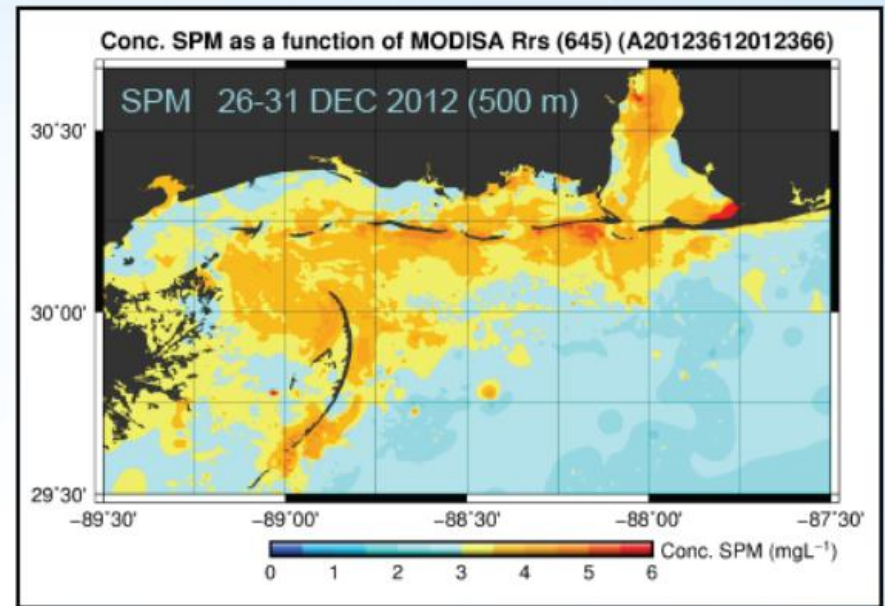 Conc. SPM as a function of MODISA Rrs (645) (A20123612012366)
SPM 26-31 DEC 2012 (500 m)
30˚30'
30˚00'
29˚30'
−89˚30' −89˚00' −88˚30' −88˚00' −87˚30'
Conc. SPM (mgL⁻¹)
0 1 2 3 4 5 6